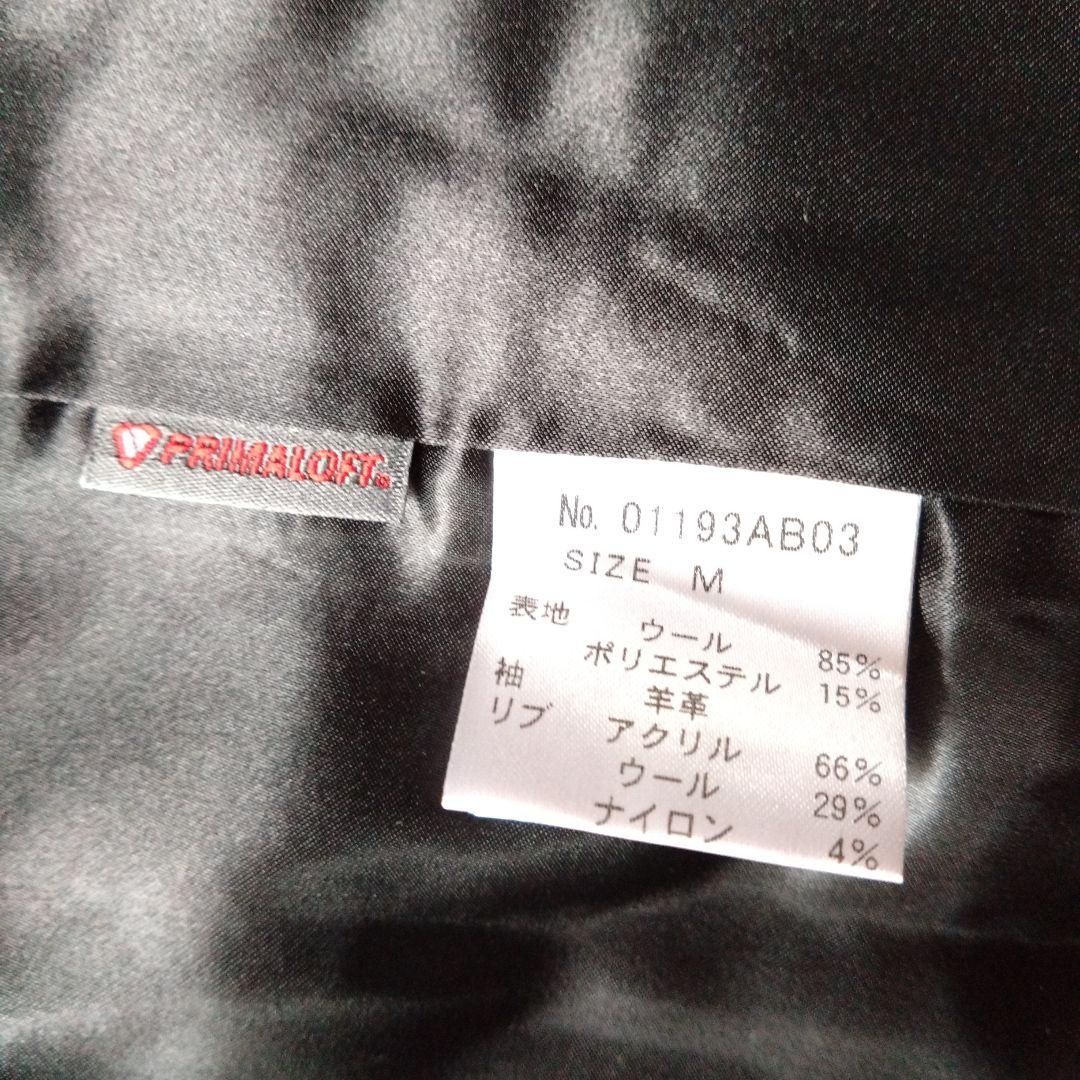 PRIMALOFT®
No. 01193AB03
SIZE M
表地 ウール 85%
ポリエステル 15%
袖 羊革
リブ アクリル 66%
ウール 29%
ナイロン 4%